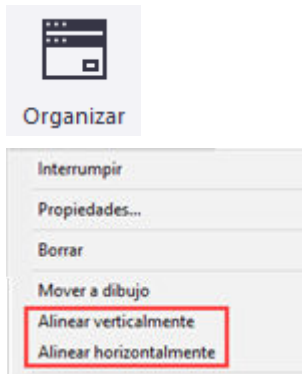 Organizar
Interrumpir
Propiedades...
Borrar
Mover a dibujo
Alinear verticalmente
Alinear horizontalmente